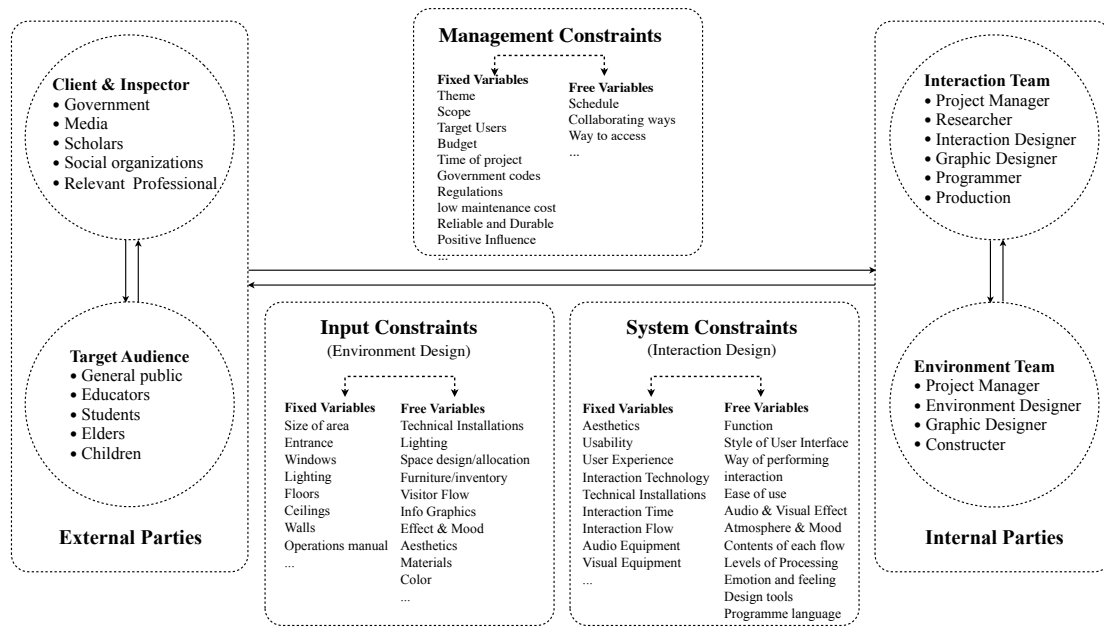 Client & Inspector
• Government
• Media
• Scholars
• Social organizations
• Relevant Professional
Target Audience
• General public
• Educators
• Students
• Elders
• Children
External Parties
Management Constraints
Fixed Variables
Theme
Scope
Target Users
Budget
Time of project
Government codes
Regulations
low maintenance cost
Reliable and Durable
Positive Influence
...
Free Variables
Schedule
Collaborating ways
Way to access
...
Input Constraints
(Environment Design)
Fixed Variables
Size of area
Entrance
Windows
Lighting
Floors
Ceilings
Walls
Operations manual
...
Free Variables
Technical Installations
Lighting
Space design/allocation
Furniture/inventory
Visitor Flow
Info Graphics
Effect & Mood
Aesthetics
Materials
Color
...
System Constraints
(Interaction Design)
Fixed Variables
Aesthetics
Usability
User Experience
Interaction Technology
Technical Installations
Interaction Time
Interaction Flow
Audio Equipment
Visual Equipment
...
Free Variables
Function
Style of User Interface
Way of performing
interaction
Ease of use
Audio & Visual Effect
Atmosphere & Mood
Contents of each flow
Levels of Processing
Emotion and feeling
Design tools
Programme language
Interaction Team
• Project Manager
• Researcher
• Interaction Designer
• Graphic Designer
• Programmer
• Production
Environment Team
• Project Manager
• Environment Designer
• Graphic Designer
• Constructer
Internal Parties